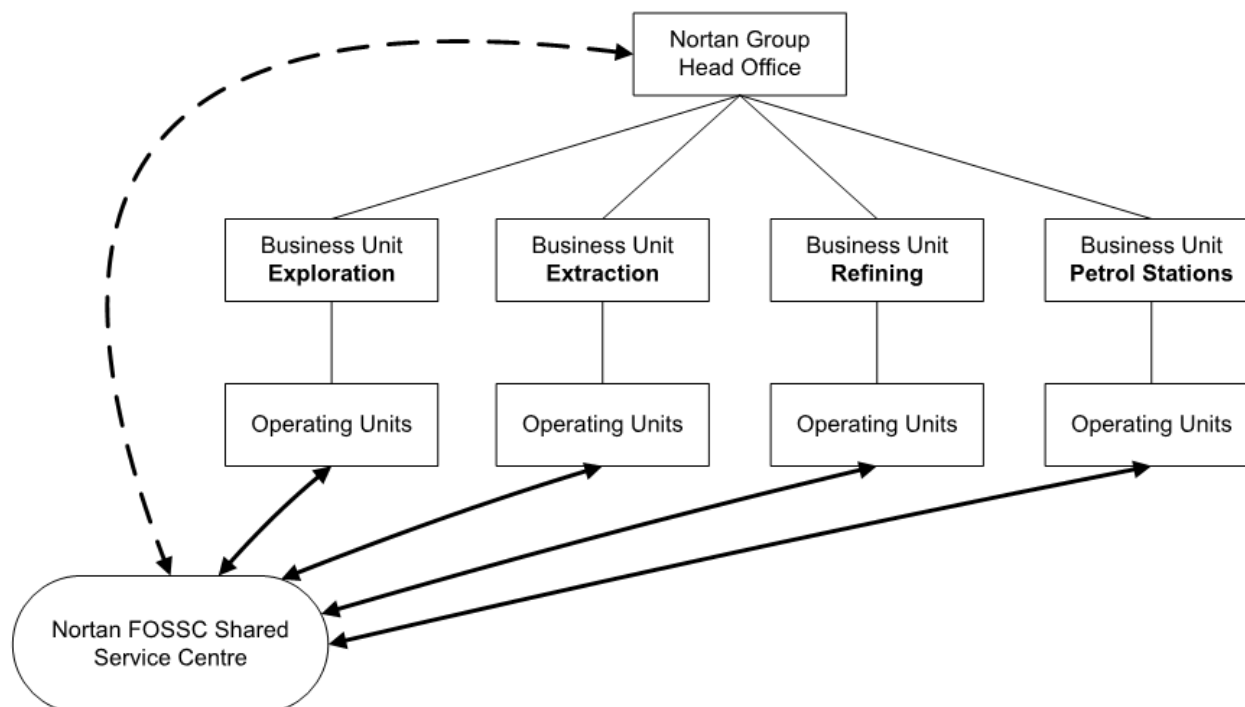 Nortan Group
Head Office
Business Unit
Exploration
Business Unit
Extraction
Business Unit
Refining
Business Unit
Petrol Stations
Operating Units
Operating Units
Operating Units
Operating Units
Nortan FOSSC Shared
Service Centre